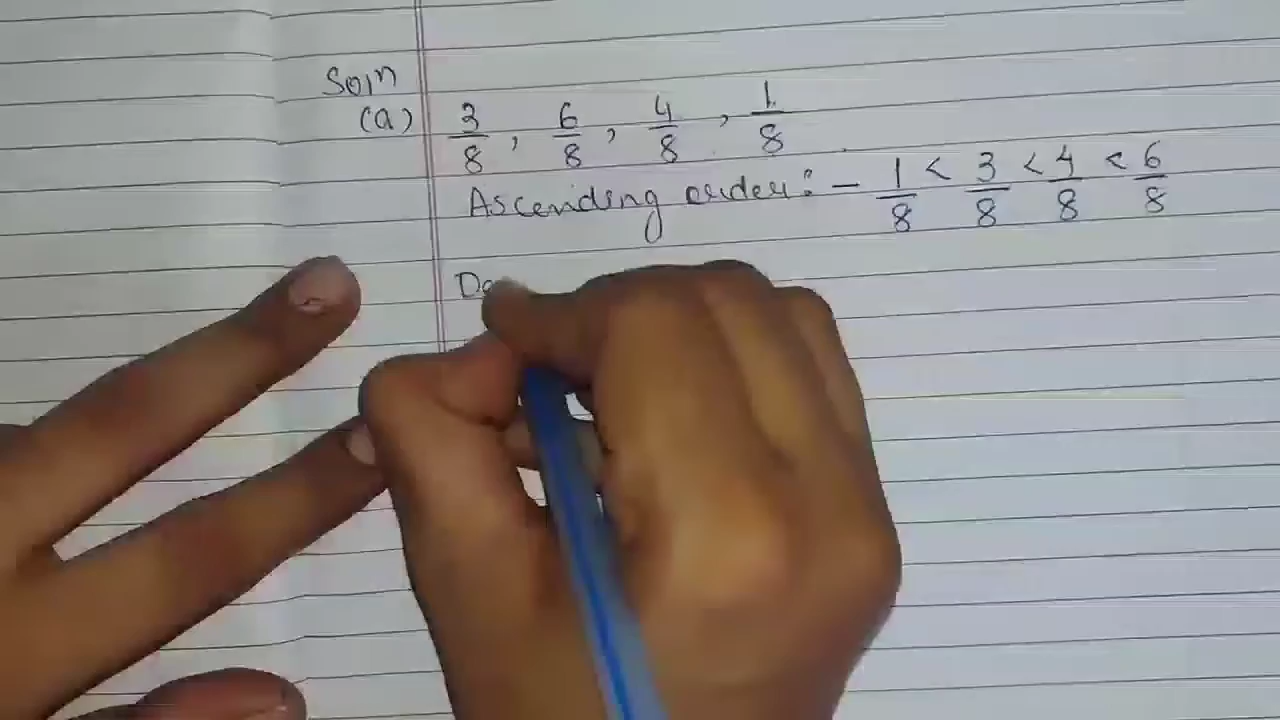 Soln
(a) 3/8, 6/8, 4/8, 1/8
Ascending order:- 1/8 < 3/8 < 4/8 < 6/8